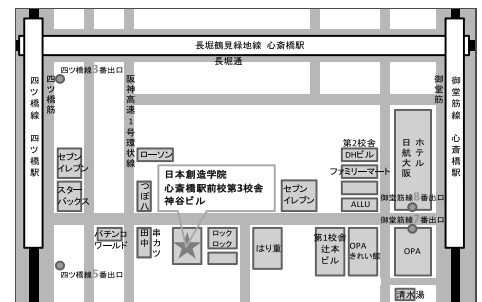 長堀鶴見緑地線 心斎橋駅
長堀通
四ツ橋線 四ツ橋駅
四ツ橋筋
四ツ橋線3番出口
阪神高速1号環状線
御堂筋
御堂筋線 心斎橋駅
セブン
イレブン
スター
バックス
ローソン
つぼ八
日本創造学院
心斎橋駅前校第3校舎
神谷ビル
セブン
イレブン
第2校舎
DHビル
ファミリーマート
ALLU
ホテル
日航大阪
御堂筋線8番出口
御堂筋線7番出口
パチンコ
ワールド
串カツ
田中
ロック
ロック
はり重
第1校舎
辻本
ビル
OPA
きれい館
OPA
四ツ橋線5番出口
清水湯